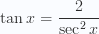 tan x = 2 / sec² x